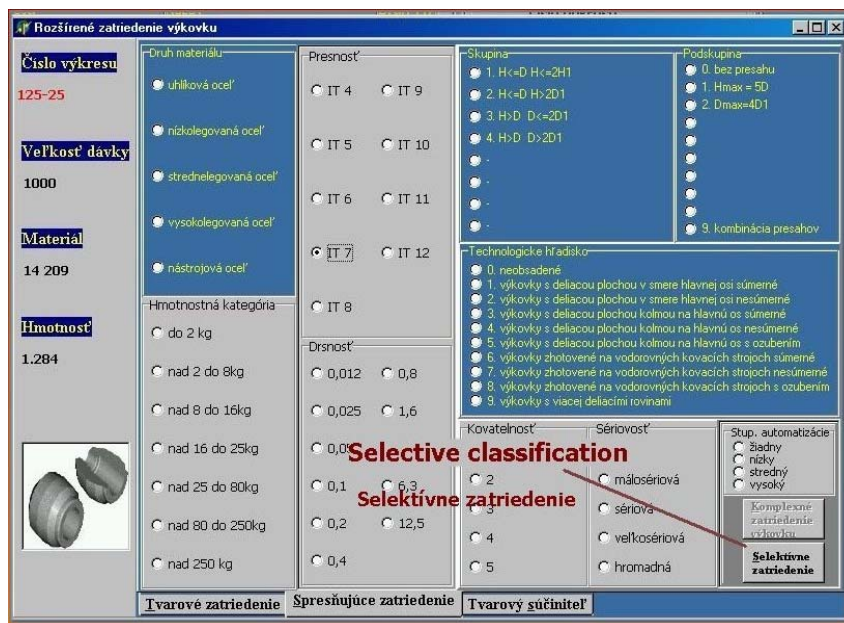 Rozšírené zatriedenie výkovku
Číslo výkresu
125-25
Veľkosť dávky
1000
Materiál
14 209
Hmotnosť
1.284
Druh materiálu
uhlíková oceľ
nízkolegovaná oceľ
strednelegovaná oceľ
vysokolegovaná oceľ
nástrojová oceľ
Hmotnostná kategória
do 2 kg
nad 2 do 8kg
nad 8 do 16kg
nad 16 do 25kg
nad 25 do 80kg
nad 80 do 250kg
nad 250 kg
Presnosť
IT 4 IT 9
IT 5 IT 10
IT 6 IT 11
IT 7 IT 12
IT 8
Drsnosť
0,012 0,8
0,025 1,6
0,1 6,3
0,2 12,5
0,4
Skupina
1. H<=D H<=2H1
2. H<=D H>2D1
3. H>D D<=2D1
4. H>D D>2D1
Podskupina
0. bez presahu
1. Hmax = 5D
2. Dmax=4D1
9. kombinácia presahov
Technologicke hľadisko
0. neobsadené
1. výkovky s deliacou plochou v smere hlavnej osi súmerné
2. výkovky s deliacou plochou v smere hlavnej osi nesúmerné
3. výkovky s deliacou plochou kolmou na hlavnú os súmerné
4. výkovky s deliacou plochou kolmou na hlavnú os nesúmerné
5. výkovky s deliacou plochou kolmou na hlavnú os s ozubením
6. výkovky zhotovené na vodorovných kovacích strojoch súmerné
7. výkovky zhotovené na vodorovných kovacích strojoch nesúmerné
8. výkovky zhotovené na vodorovných kovacích strojoch s ozubením
9. výkovky s viacej deliacími rovinami
Kovatelnosť
2
3
4
5
Sériovosť
málosériová
sériová
veľkosériová
hromadná
Stup. automatizácie
žiadny
nízky
stredný
vysoký
Komplexné
zatriedenie
výkovku
Selektívne
zatriedenie
Selective classification
Selektívne zatriedenie
Tvarové zatriedenie
Spresňujúce zatriedenie
Tvarový súčiniteľ